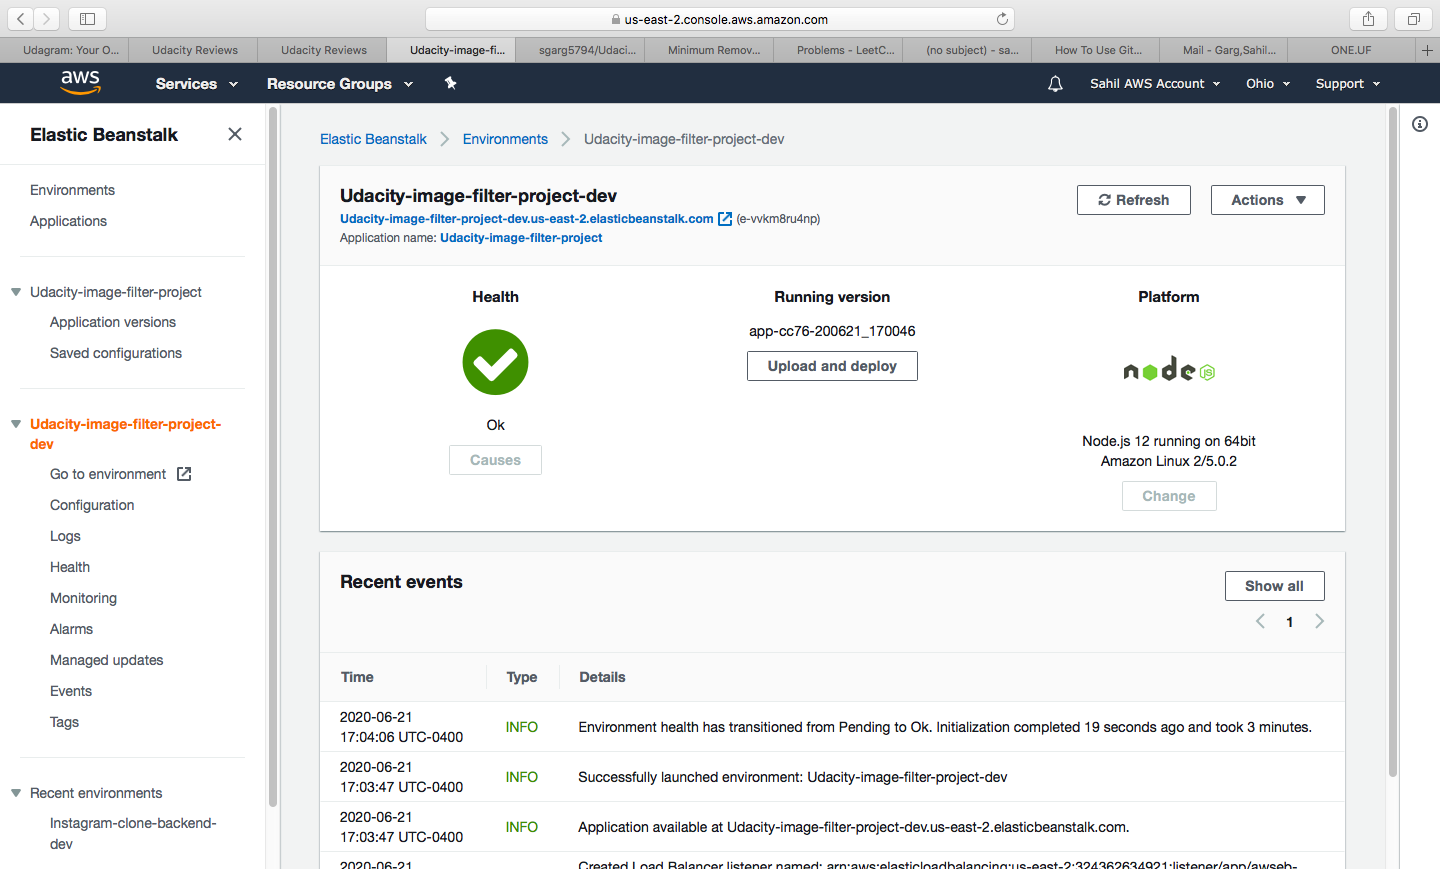 us-east-2.console.aws.amazon.com
Udagram: Your O...
Udacity Reviews
Udacity Reviews
Udacity-image-fi...
sgarg5794/Udaci...
Minimum Remov...
Problems - LeetC...
(no subject) - sa...
How To Use Git...
Mail - Garg,Sahil...
ONE.UF
aws
Services
Resource Groups
Sahil AWS Account
Ohio
Support
Elastic Beanstalk
Environments
Applications
Udacity-image-filter-project
Application versions
Saved configurations
Udacity-image-filter-project-
dev
Go to environment
Configuration
Logs
Health
Monitoring
Alarms
Managed updates
Events
Tags
Recent environments
Instagram-clone-backend-
dev
Elastic Beanstalk
Environments
Udacity-image-filter-project-dev
Udacity-image-filter-project-dev
Udacity-image-filter-project-dev.us-east-2.elasticbeanstalk.com (e-vvkm8ru4np)
Application name: Udacity-image-filter-project
Refresh
Actions
Health
Ok
Causes
Running version
app-cc76-200621_170046
Upload and deploy
Platform
node JS
Node.js 12 running on 64bit
Amazon Linux 2/5.0.2
Change
Recent events
Show all
1
Time Type Details
2020-06-21
17:04:06 UTC-0400
INFO
Environment health has transitioned from Pending to Ok. Initialization completed 19 seconds ago and took 3 minutes.
2020-06-21
17:03:47 UTC-0400
INFO
Successfully launched environment: Udacity-image-filter-project-dev
2020-06-21
17:03:47 UTC-0400
INFO
Application available at Udacity-image-filter-project-dev.us-east-2.elasticbeanstalk.com.
2020-06-21
Created Load Balancer listener named: arn:aws:elasticloadbalancing:us-east-2:324362634921:listener/app/awseb-